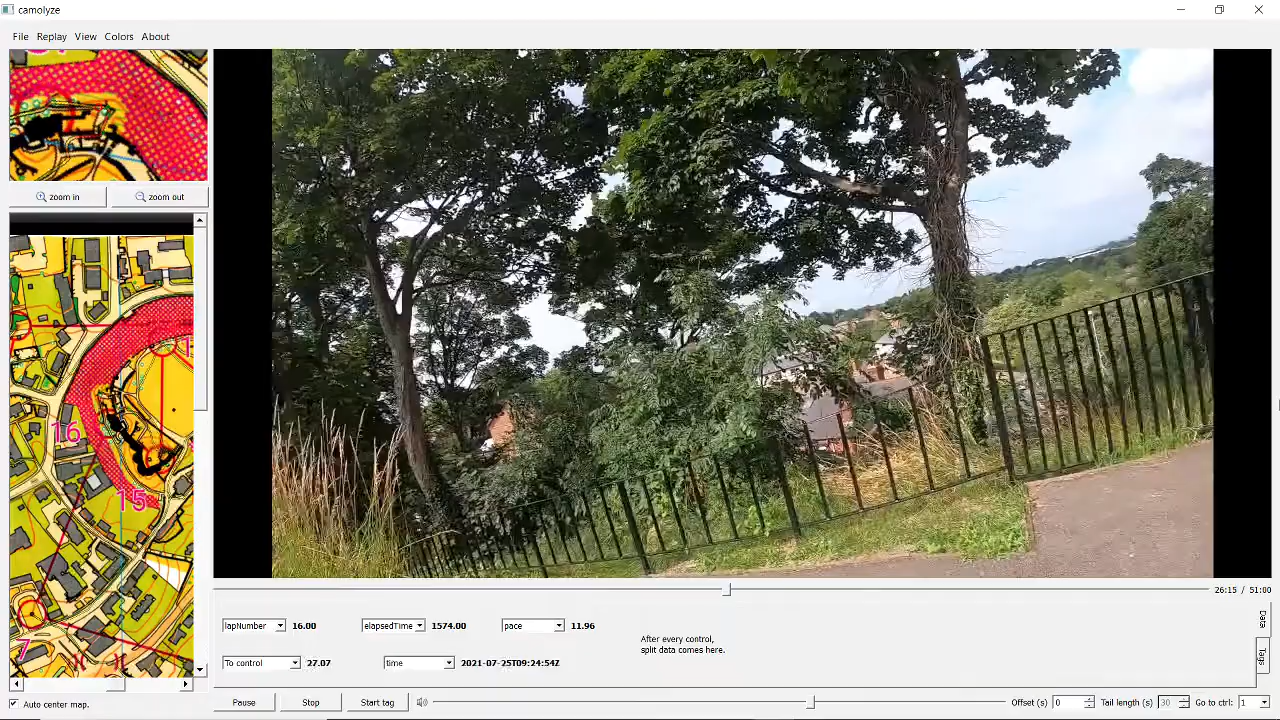 camolyze
File Replay View Colors About
zoom in zoom out
16
15
7
26:15 / 51:00
lapNumber 16.00 elapsedTime 1574.00 pace 11.96
After every control,
split data comes here.
To control 27.07 time 2021-07-25T09:24:54Z
Data
Tags
Auto center map.
Pause Stop Start tag Offset (s) 0 Tail length (s) 30 Go to ctrl: 1